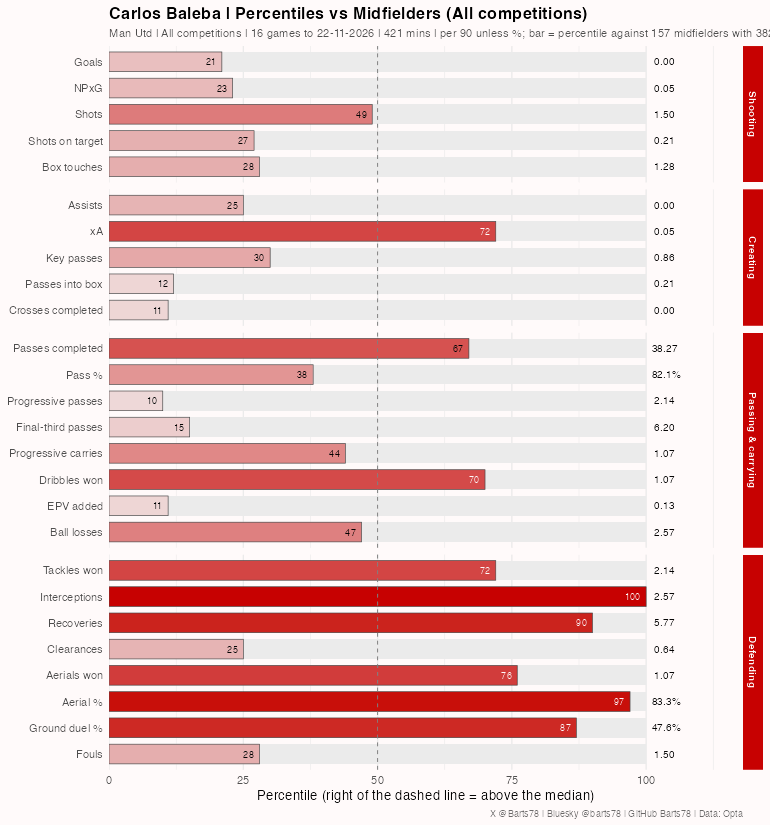 Carlos Baleba | Percentiles vs Midfielders (All competitions)
Man Utd | All competitions | 16 games to 22-11-2026 | 421 mins | per 90 unless %; bar = percentile against 157 midfielders with 382
Goals 21 0.00
NPxG 23 0.05
Shots 49 1.50
Shots on target 27 0.21
Box touches 28 1.28
Shooting
Assists 25 0.00
xA 72 0.05
Key passes 30 0.86
Passes into box 12 0.21
Crosses completed 11 0.00
Creating
Passes completed 67 38.27
Pass % 38 82.1%
Progressive passes 10 2.14
Final-third passes 15 6.20
Progressive carries 44 1.07
Dribbles won 70 1.07
EPV added 11 0.13
Ball losses 47 2.57
Passing & carrying
Tackles won 72 2.14
Interceptions 100 2.57
Recoveries 90 5.77
Clearances 25 0.64
Aerials won 76 1.07
Aerial % 97 83.3%
Ground duel % 87 47.6%
Fouls 28 1.50
Defending
0 25 50 75 100
Percentile (right of the dashed line = above the median)
X @Barts78 | Bluesky @barts78 | GitHub Barts78 | Data: Opta